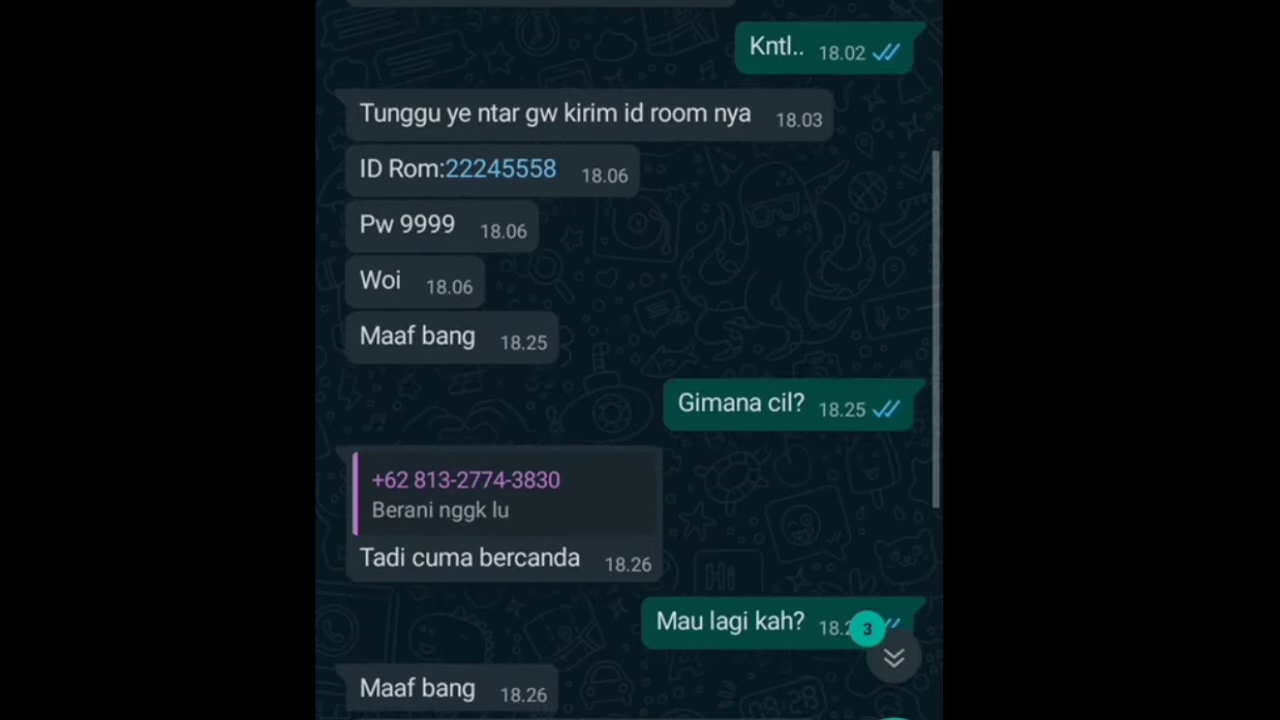 Kntl.. 18.02
Tunggu ye ntar gw kirim id room nya 18.03
ID Rom:22245558 18.06
Pw 9999 18.06
Woi 18.06
Maaf bang 18.25
Gimana cil? 18.25
+62 813-2774-3830
Berani nggk lu
Tadi cuma bercanda 18.26
Mau lagi kah? 18.2
3
Maaf bang 18.26